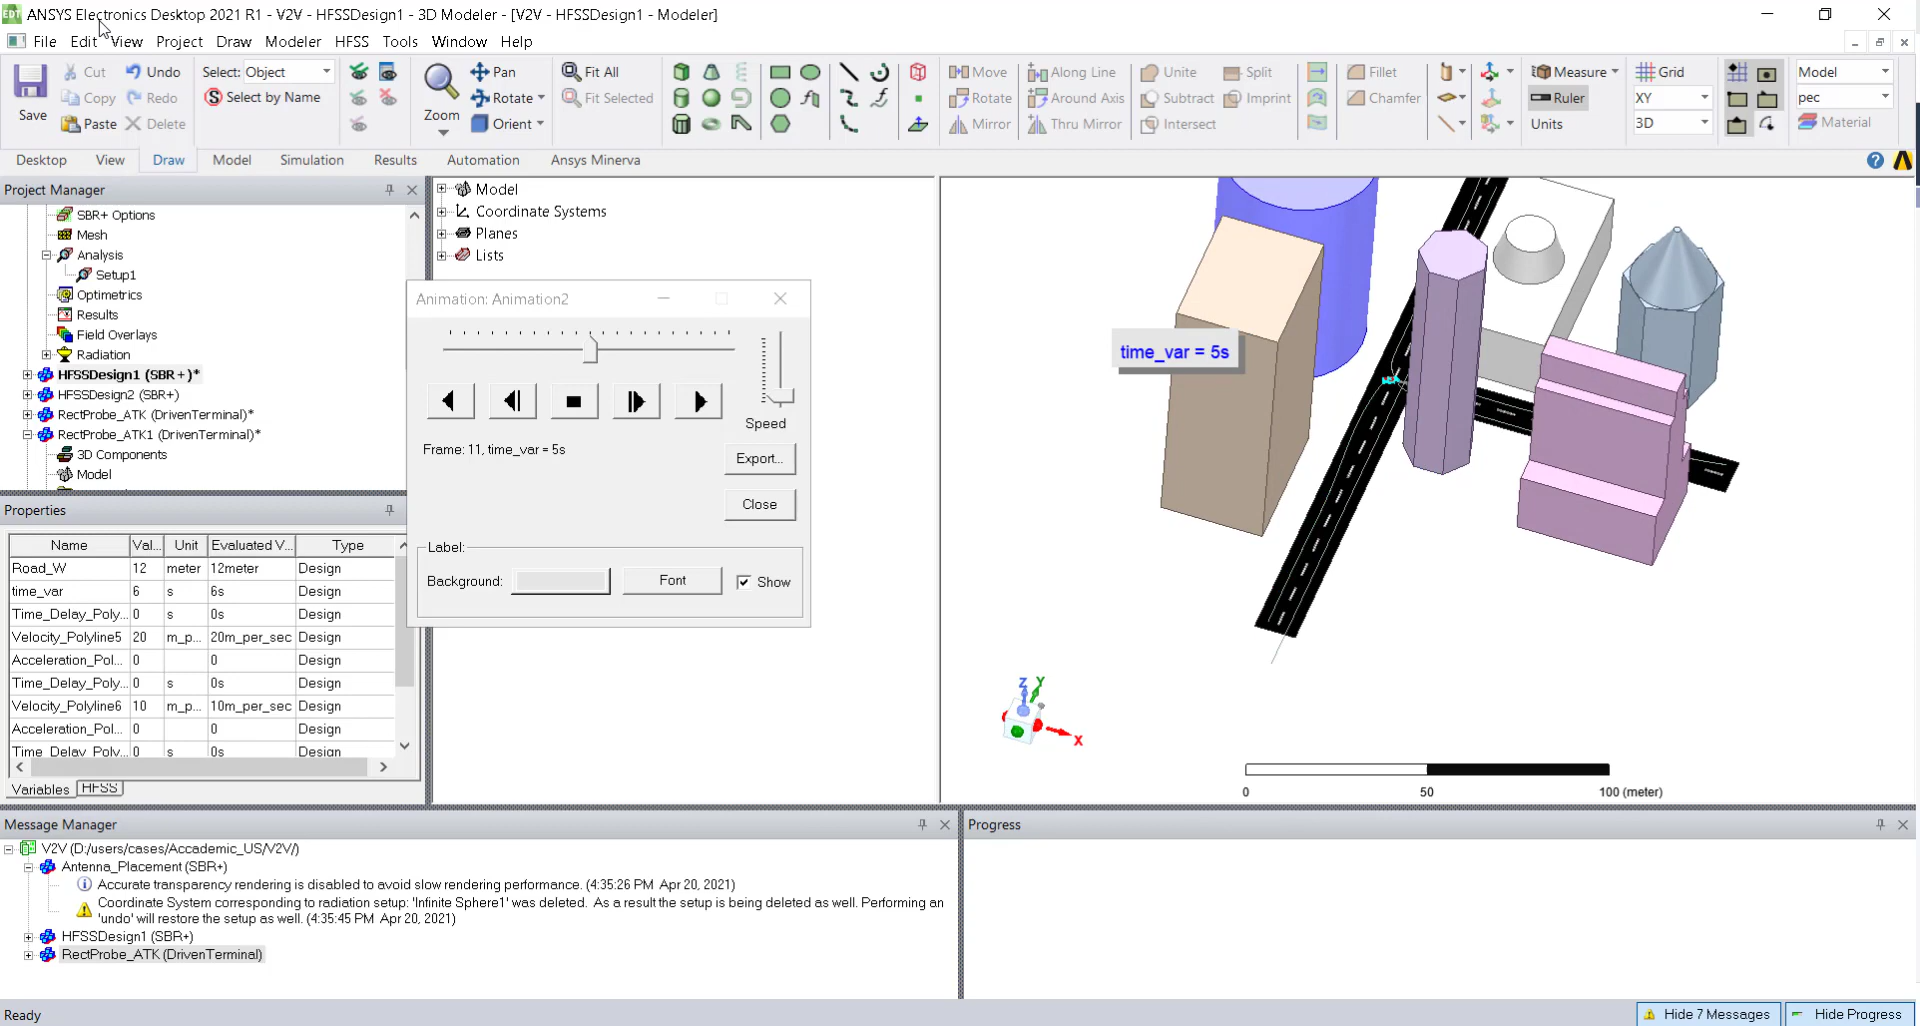 ANSYS Electronics Desktop 2021 R1 - V2V - HFSSDesign1 - 3D Modeler - [V2V - HFSSDesign1 - Modeler]
File Edit View Project Draw Modeler HFSS Tools Window Help
Save
Cut
Copy
Paste
Undo
Redo
Delete
Select: Object
Select by Name
Zoom
Pan
Rotate
Orient
Fit All
Fit Selected
Move
Rotate
Mirror
Along Line
Around Axis
Thru Mirror
Unite
Subtract
Intersect
Split
Imprint
Fillet
Chamfer
Measure
Ruler
Units
Grid
XY
3D
Model
pec
Material
Desktop View Draw Model Simulation Results Automation Ansys Minerva
Project Manager
SBR+ Options
Mesh
Analysis
Setup1
Optimetrics
Results
Field Overlays
Radiation
HFSSDesign1 (SBR+)*
HFSSDesign2 (SBR+)
RectProbe_ATK (DrivenTerminal)*
RectProbe_ATK1 (DrivenTerminal)*
3D Components
Model
Model
Coordinate Systems
Planes
Lists
Animation: Animation2
Speed
Frame: 11, time_var = 5s
Export...
Close
Label:
Background:
Font
Show
time_var = 5s
Z
Y
X
0 50 100 (meter)
Properties
Name Val... Unit Evaluated V... Type
Road_W 12 meter 12meter Design
time_var 6 s 6s Design
Time_Delay_Poly... 0 s 0s Design
Velocity_Polyline5 20 m_p... 20m_per_sec Design
Acceleration_Pol... 0 0 Design
Time_Delay_Poly... 0 s 0s Design
Velocity_Polyline6 10 m_p... 10m_per_sec Design
Acceleration_Pol... 0 0 Design
Time_Delay_Poly... 0 s 0s Design
Variables HFSS
Message Manager
V2V (D:/users/cases/Accademic_US/V2V/)
Antenna_Placement (SBR+)
Accurate transparency rendering is disabled to avoid slow rendering performance. (4:35:26 PM Apr 20, 2021)
Coordinate System corresponding to radiation setup: 'Infinite Sphere1' was deleted. As a result the setup is being deleted as well. Performing an
'undo' will restore the setup as well. (4:35:45 PM Apr 20, 2021)
HFSSDesign1 (SBR+)
RectProbe_ATK (DrivenTerminal)
Progress
Ready
Hide 7 Messages
Hide Progress